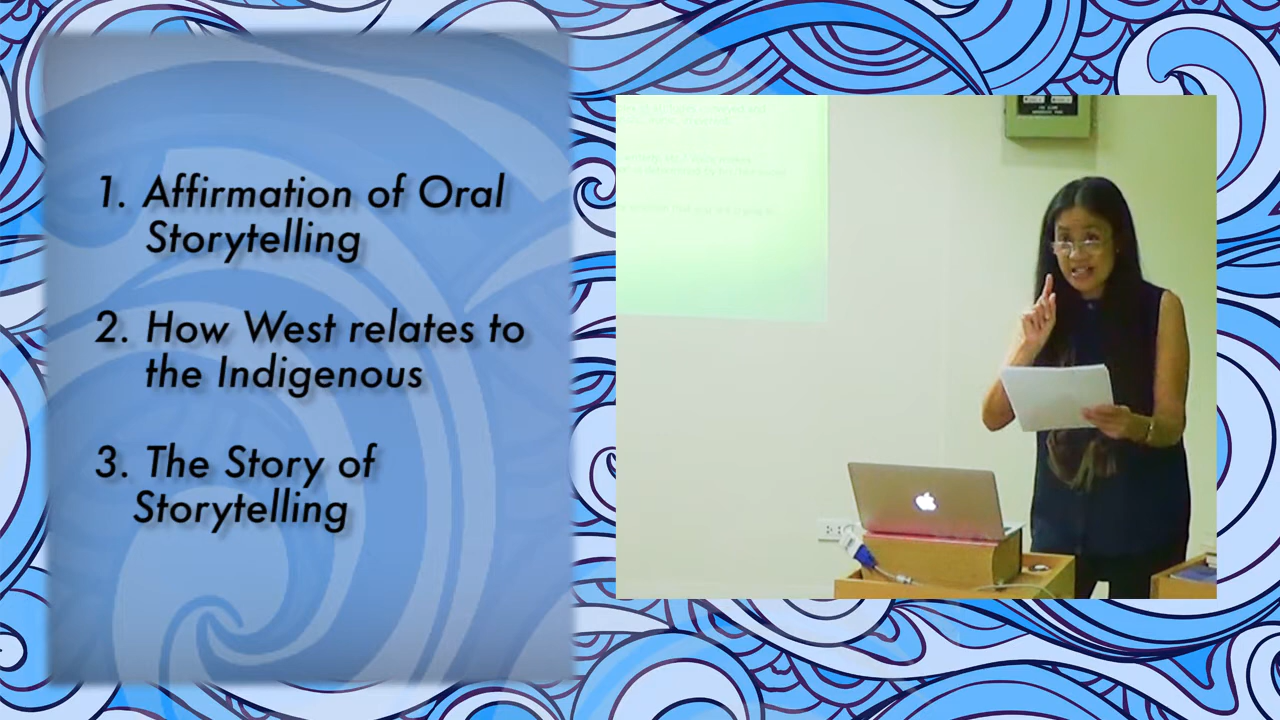 1. Affirmation of Oral
Storytelling
2. How West relates to
the Indigenous
3. The Story of
Storytelling